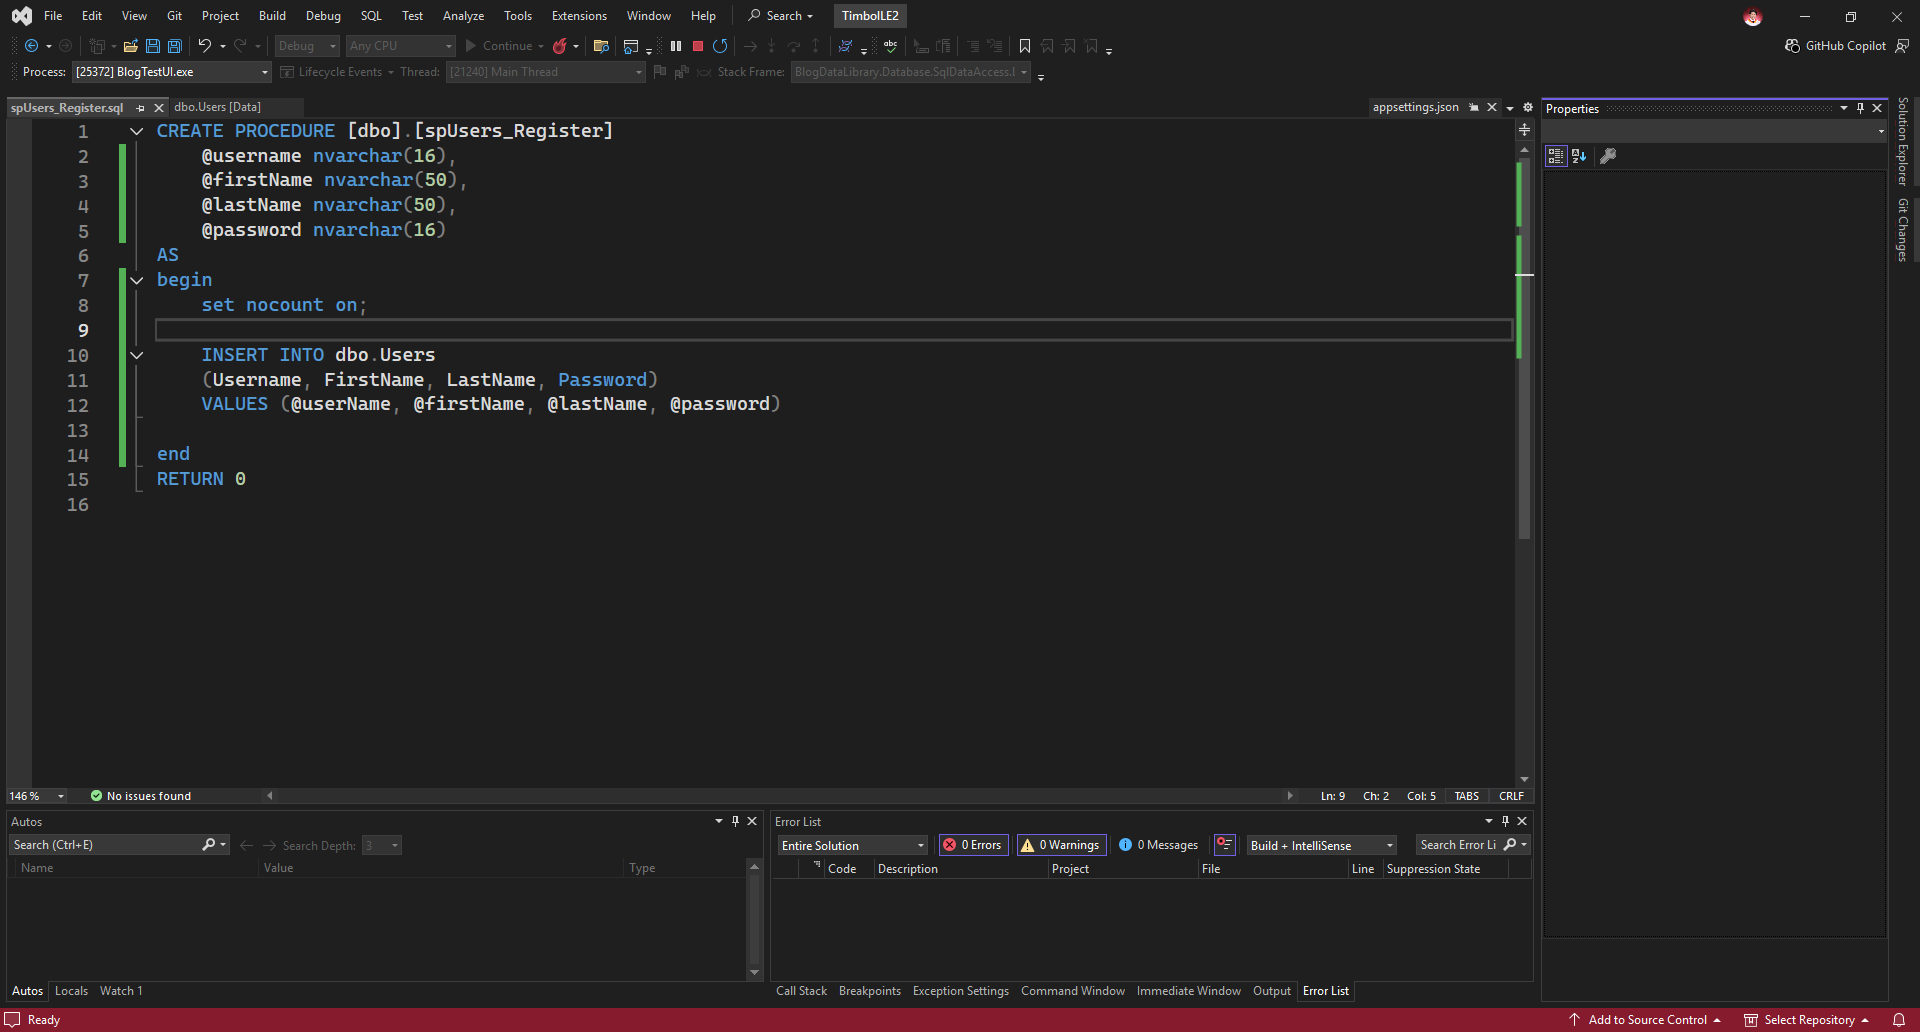 File Edit View Git Project Build Debug SQL Test Analyze Tools Extensions Window Help Search TimbolLE2
Debug Any CPU Continue abc GitHub Copilot
Process: [25372] BlogTestUI.exe Lifecycle Events Thread: [21240] Main Thread Stack Frame: BlogDataLibrary.Database.SqlDataAccess.L
spUsers_Register.sql dbo.Users [Data] appsettings.json Properties
1 CREATE PROCEDURE [dbo].[spUsers_Register]
2 @username nvarchar(16),
3 @firstName nvarchar(50),
4 @lastName nvarchar(50),
5 @password nvarchar(16)
6 AS
7 begin
8 set nocount on;
9
10 INSERT INTO dbo.Users
11 (Username, FirstName, LastName, Password)
12 VALUES (@userName, @firstName, @lastName, @password)
13
14 end
15 RETURN 0
16
Solution Explorer
Git Changes
146 % No issues found Ln: 9 Ch: 2 Col: 5 TABS CRLF
Autos
Search (Ctrl+E) Search Depth: 3
Name Value Type
Autos Locals Watch 1
Error List
Entire Solution 0 Errors 0 Warnings 0 Messages Build + IntelliSense Search Error Li
Code Description Project File Line Suppression State
Call Stack Breakpoints Exception Settings Command Window Immediate Window Output Error List
Ready Add to Source Control Select Repository